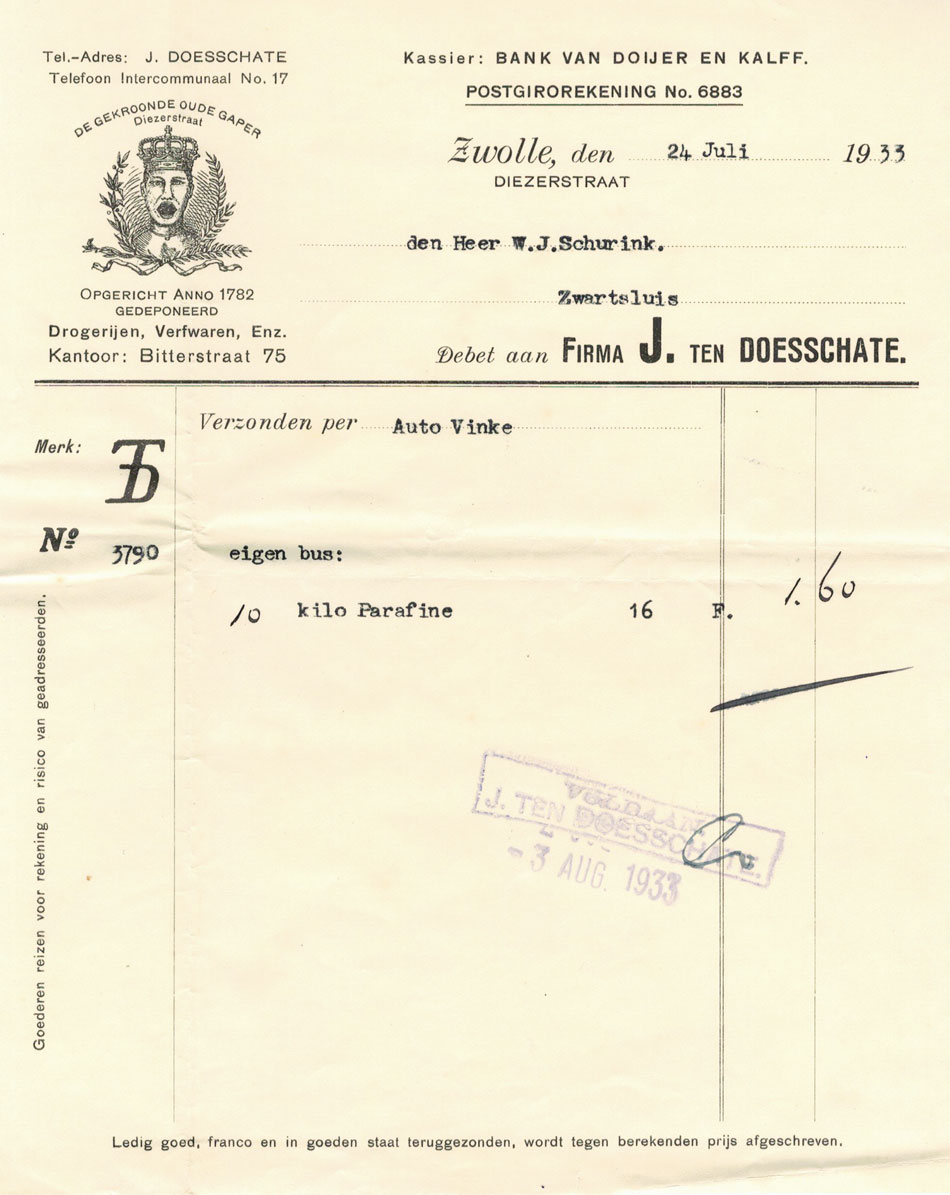 Tel.-Adres: J. DOESSCHATE
Telefoon Intercommunaal No. 17
DE GEKROONDE OUDE GAPER
Diezerstraat
OPGERICHT ANNO 1782
GEDEPONEERD
Drogerijen, Verfwaren, Enz.
Kantoor: Bitterstraat 75
Kassier: BANK VAN DOIJER EN KALFF.
POSTGIROREKENING No. 6883
Zwolle, den 24 Juli 1933
DIEZERSTRAAT
den Heer W.J.Schurink.
Zwartsluis
Debet aan FIRMA J. TEN DOESSCHATE.
Verzonden per Auto Vinke
Merk: TD
No 3790
eigen bus:
10 kilo Parafine 16 F. 1.60
VOLDAAN
J. TEN DOESSCHATE.
- 3 AUG. 1933
Goederen reizen voor rekening en risico van geadresseerden.
Ledig goed, franco en in goeden staat teruggezonden, wordt tegen berekenden prijs afgeschreven.